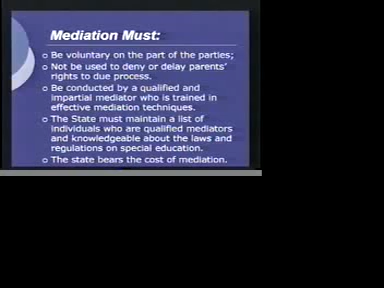 Mediation Must:
o Be voluntary on the part of the parties;
o Not be used to deny or delay parents'
rights to due process.
o Be conducted by a qualified and
impartial mediator who is trained in
effective mediation techniques.
o The State must maintain a list of
individuals who are qualified mediators
and knowledgeable about the laws and
regulations on special education.
o The state bears the cost of mediation.